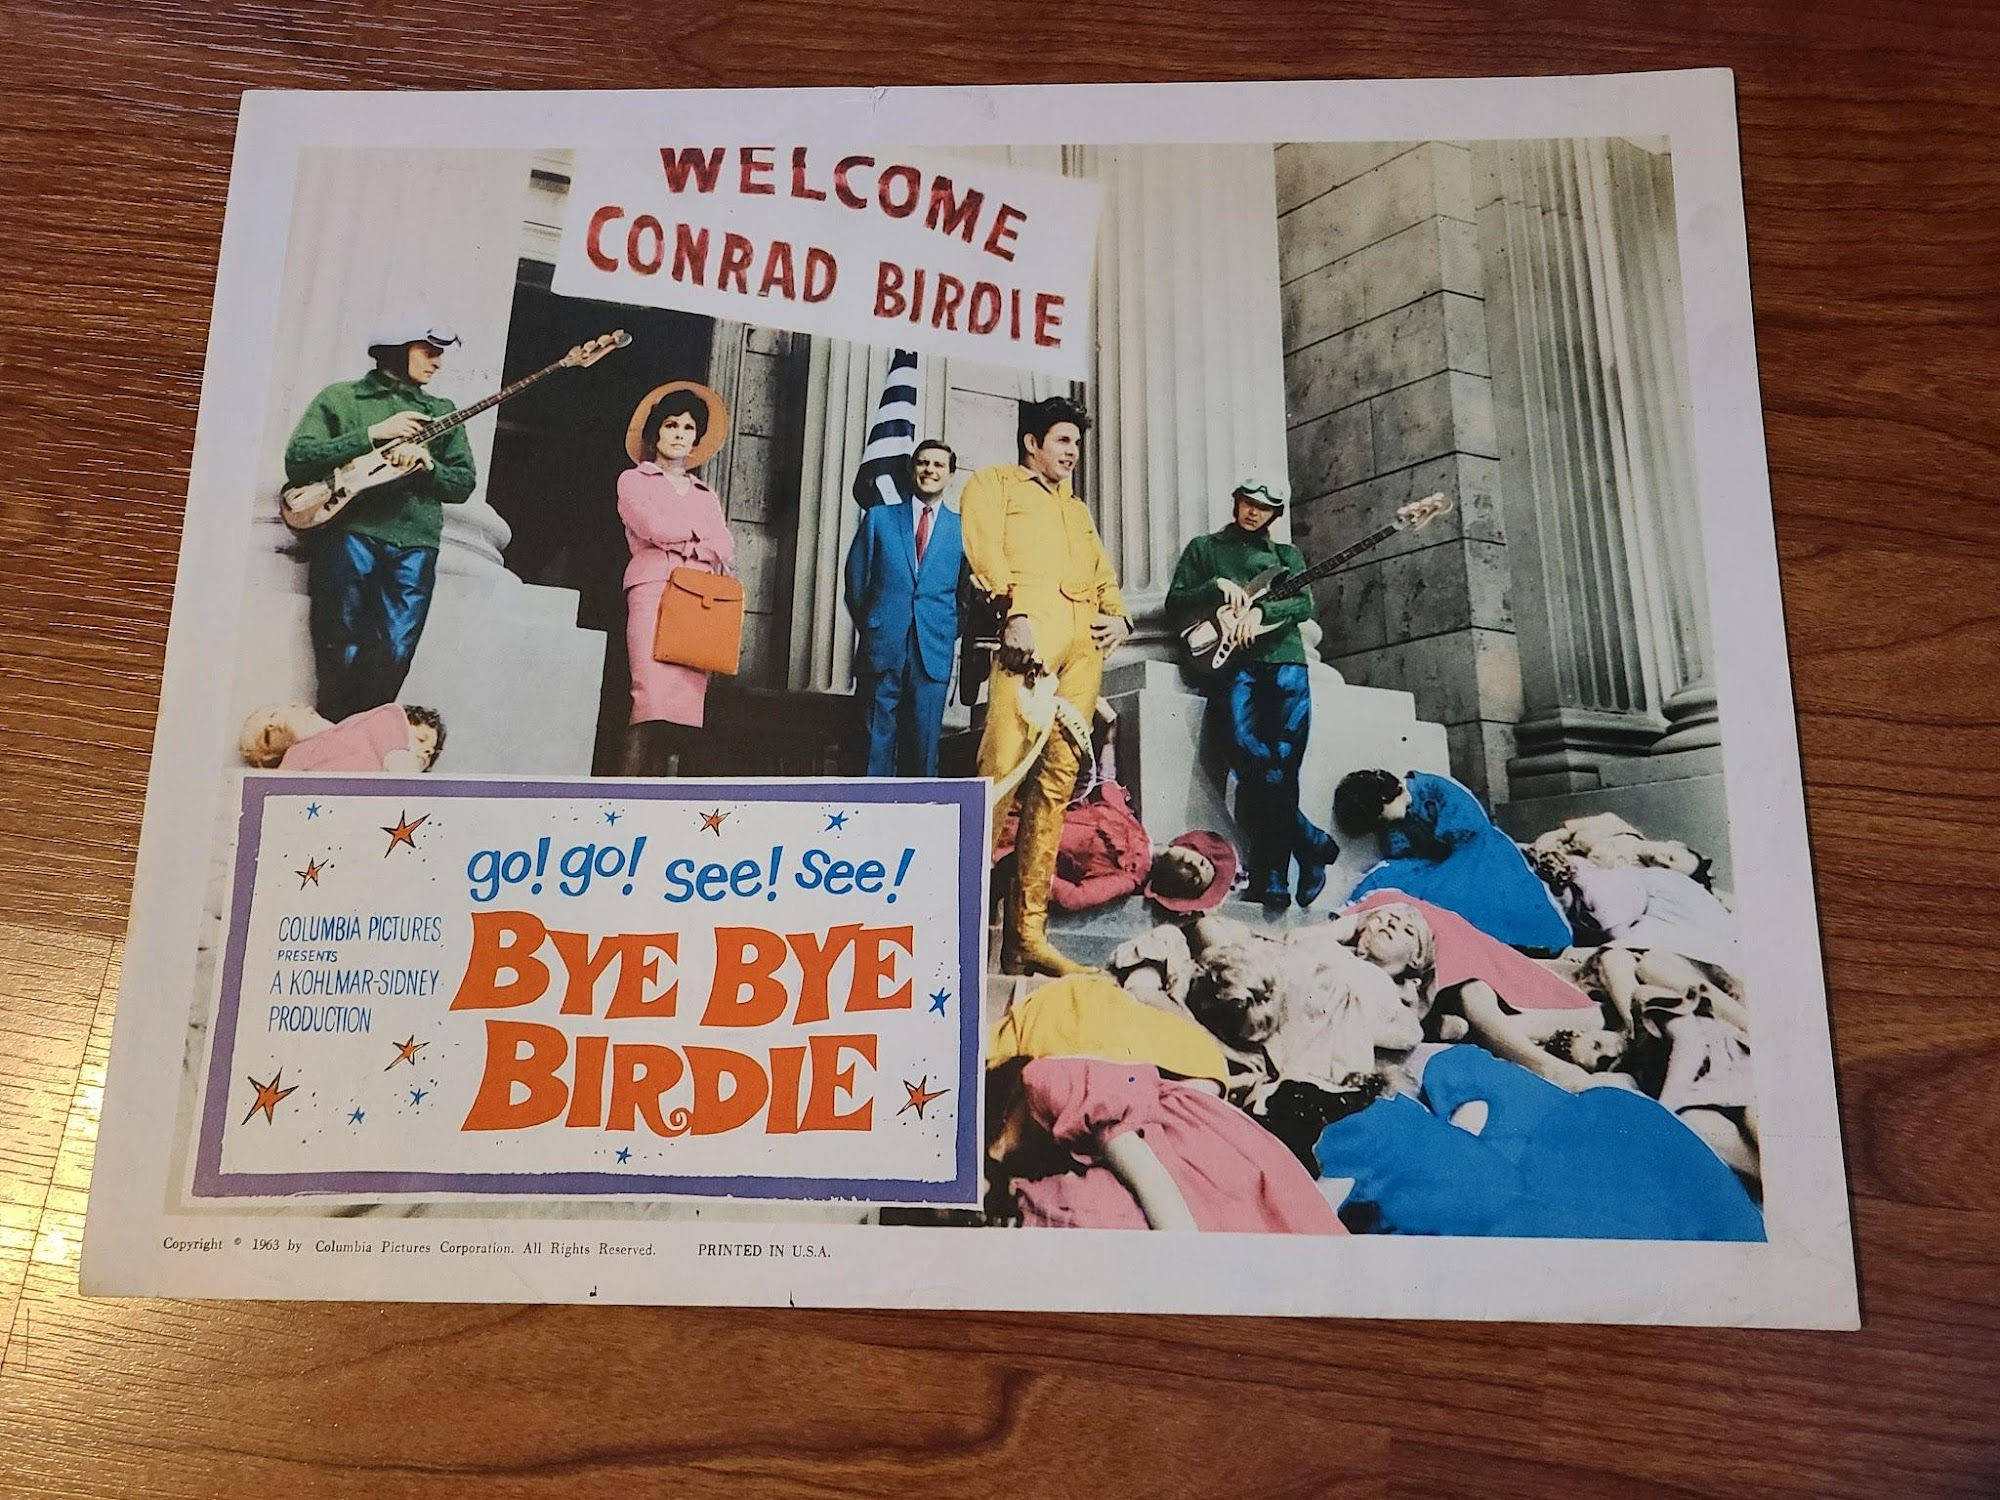 WELCOME
CONRAD BIRDIE
go! go! see! see!
COLUMBIA PICTURES
PRESENTS
A KOHLMAR-SIDNEY
PRODUCTION
BYE BYE
BIRDIE
Copyright © 1963 by Columbia Pictures Corporation. All Rights Reserved. PRINTED IN U.S.A.